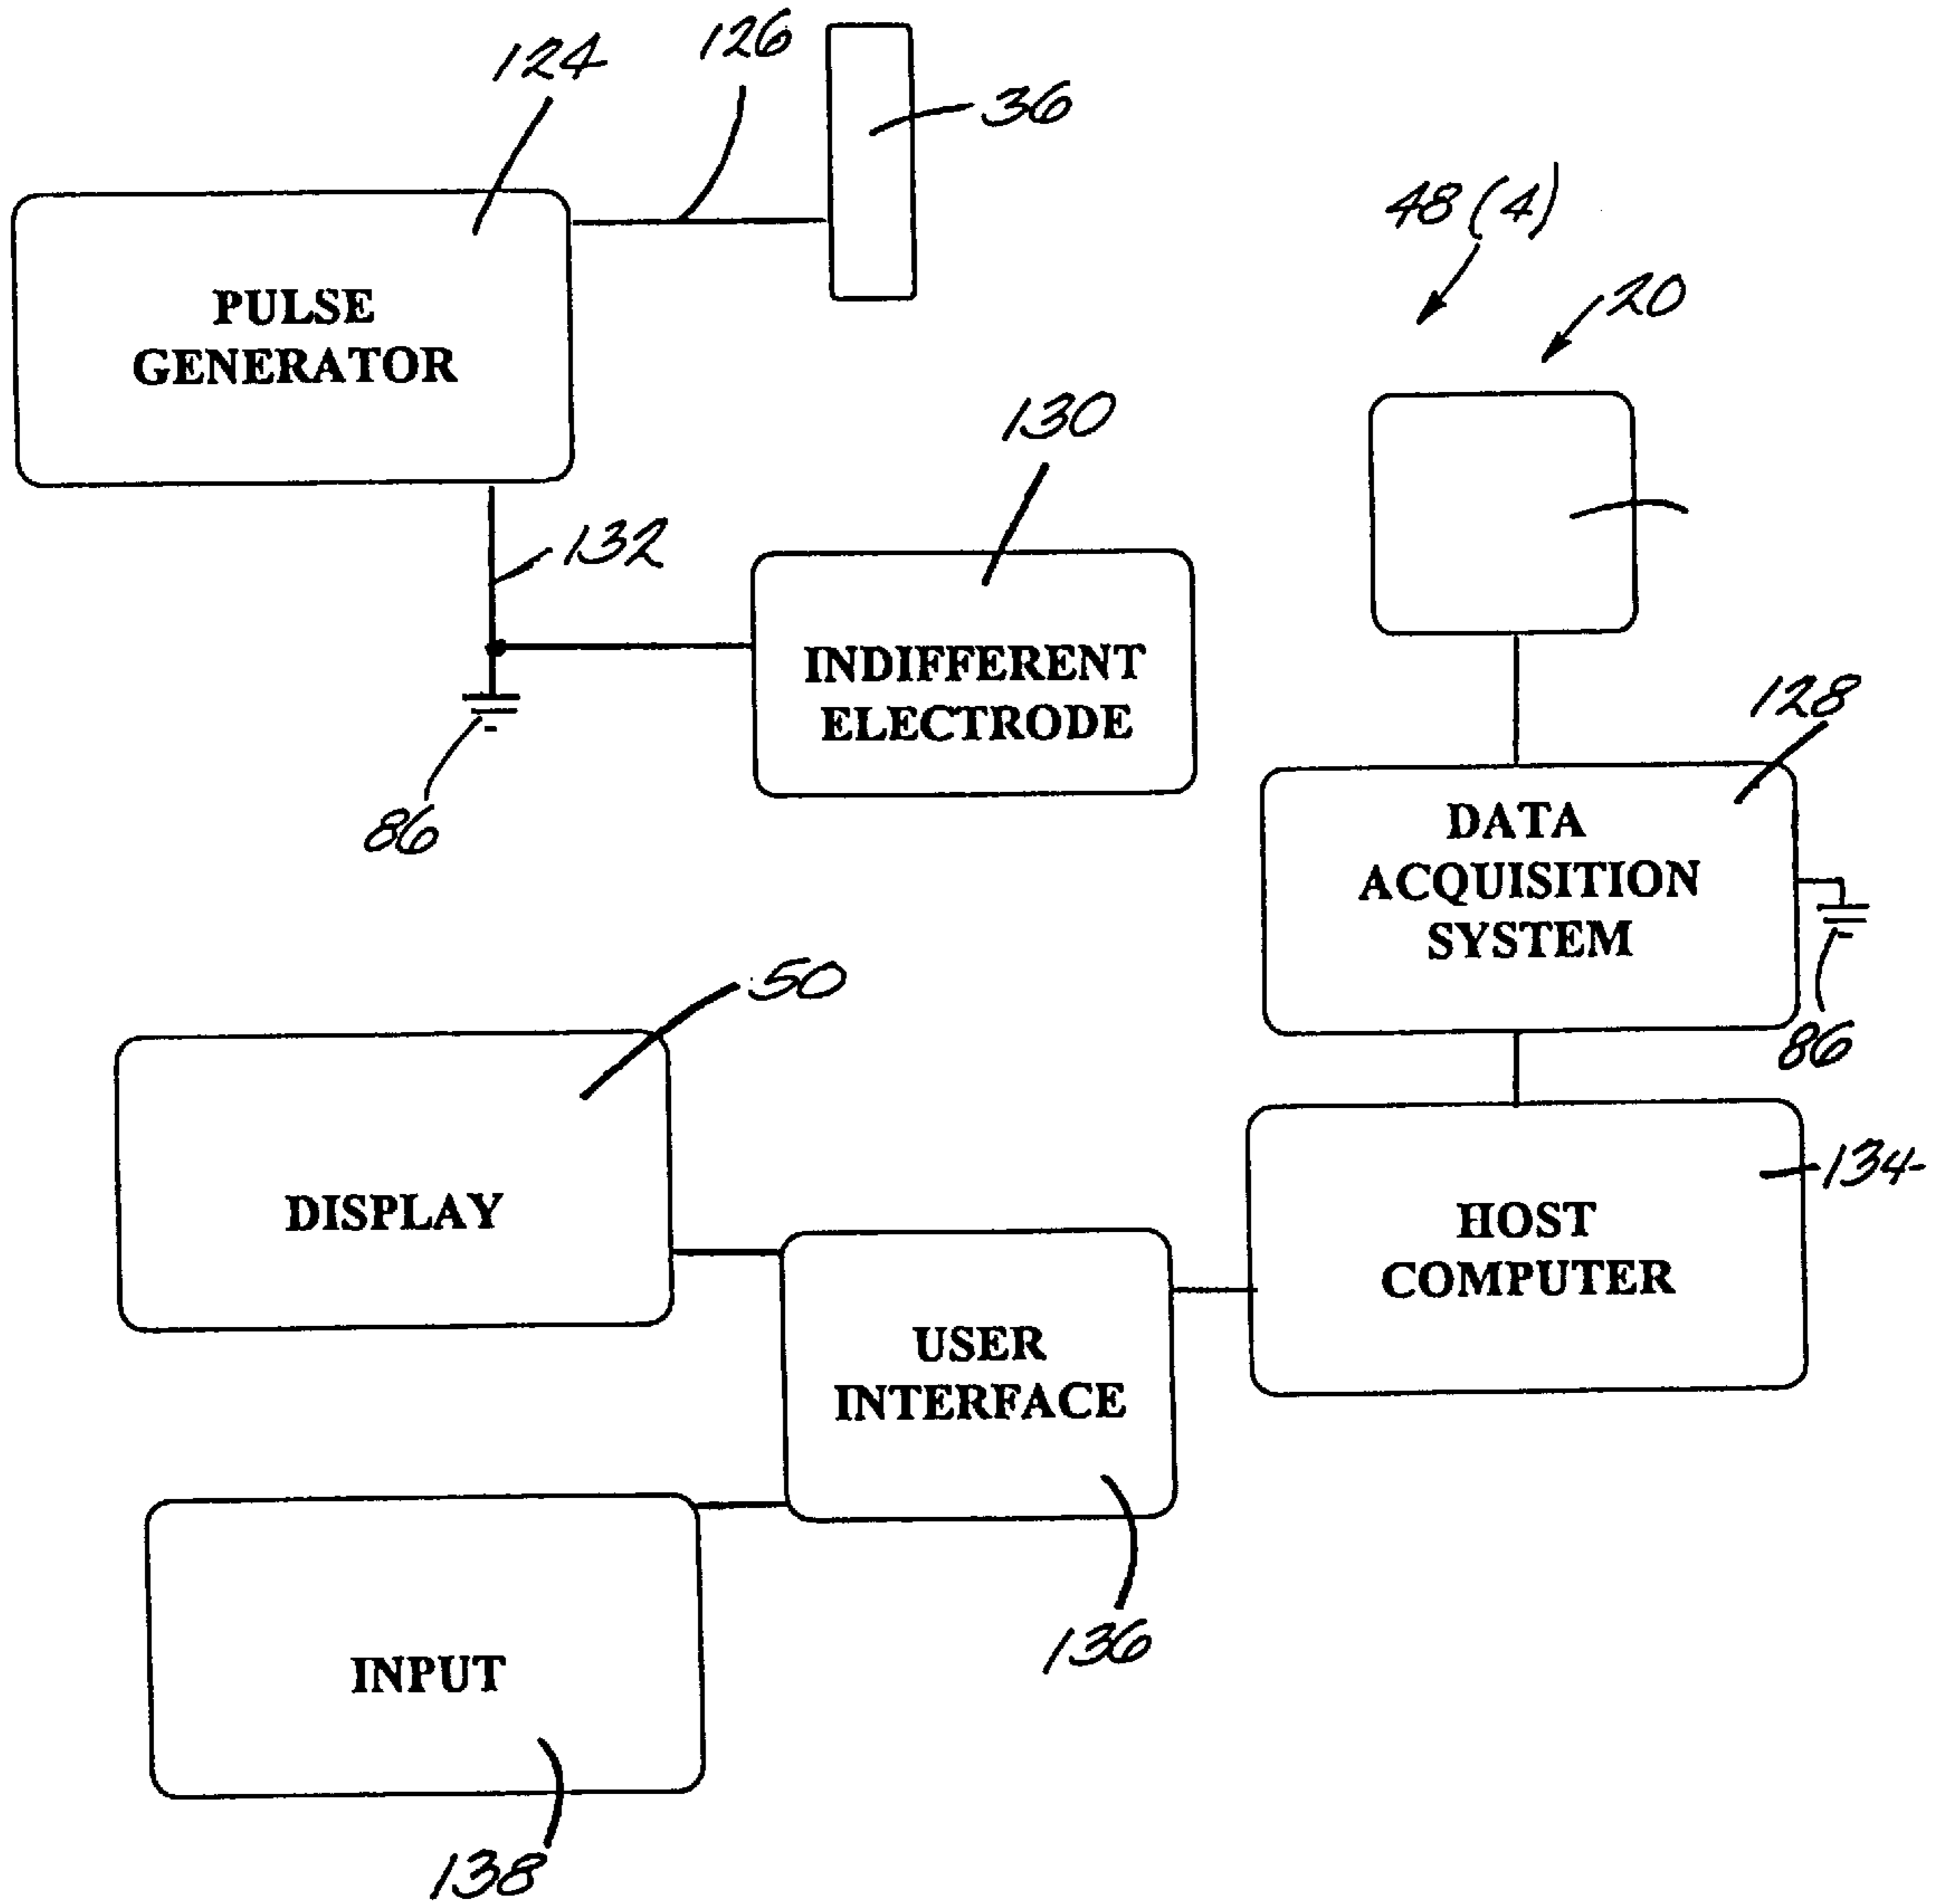 124
126
36
48 (4)
20
PULSE
GENERATOR
130
132
INDIFFERENT
ELECTRODE
128
86
DATA
ACQUISITION
SYSTEM
50
86
134
DISPLAY
HOST
COMPUTER
USER
INTERFACE
136
INPUT
138